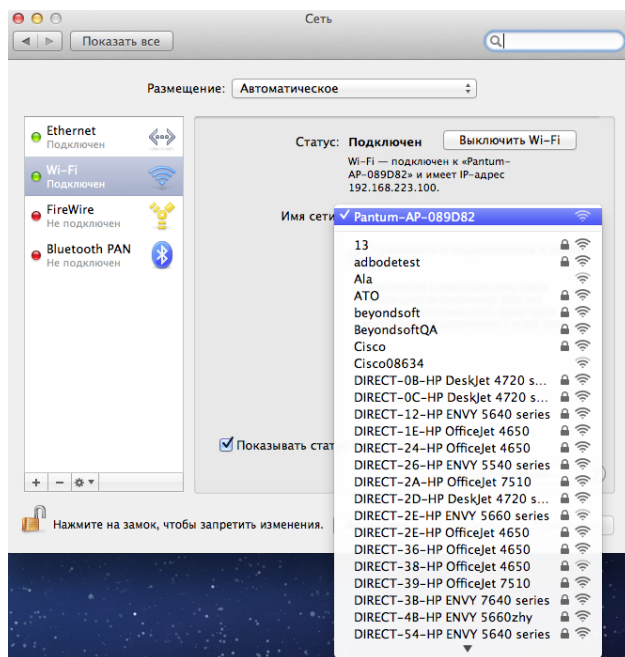 Сеть
Показать все
Размещение: Автоматическое
Ethernet
Подключен
Wi-Fi
Подключен
FireWire
Не подключен
Bluetooth PAN
Не подключен
Статус: Подключен Выключить Wi-Fi
Wi-Fi — подключен к «Pantum-
AP-089D82» и имеет IP-адрес
192.168.223.100.
Имя сети
Pantum-AP-089D82
13
adbodetest
Ala
ATO
beyondsoft
BeyondsoftQA
Cisco
Cisco08634
DIRECT-0B-HP DeskJet 4720 s...
DIRECT-0C-HP DeskJet 4720 s...
DIRECT-12-HP ENVY 5640 series
DIRECT-1E-HP OfficeJet 4650
DIRECT-24-HP OfficeJet 4650
DIRECT-26-HP ENVY 5540 series
DIRECT-2A-HP OfficeJet 7510
DIRECT-2D-HP DeskJet 4720 s...
DIRECT-2E-HP ENVY 5660 series
DIRECT-2E-HP OfficeJet 4650
DIRECT-36-HP OfficeJet 4650
DIRECT-38-HP OfficeJet 4650
DIRECT-39-HP OfficeJet 7510
DIRECT-3B-HP ENVY 7640 series
DIRECT-4B-HP ENVY 5660zhy
DIRECT-54-HP ENVY 5640 series
Показывать стат
Нажмите на замок, чтобы запретить изменения.